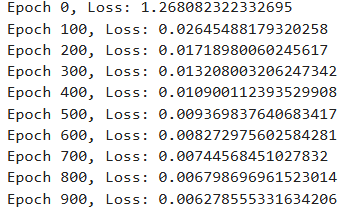 Epoch 0, Loss: 1.268082322332695
Epoch 100, Loss: 0.02645488179320258
Epoch 200, Loss: 0.01718980060245617
Epoch 300, Loss: 0.013208003206247342
Epoch 400, Loss: 0.010900112393529908
Epoch 500, Loss: 0.009369837640683417
Epoch 600, Loss: 0.008272975602584281
Epoch 700, Loss: 0.00744568451027832
Epoch 800, Loss: 0.006798696961523014
Epoch 900, Loss: 0.006278555331634206